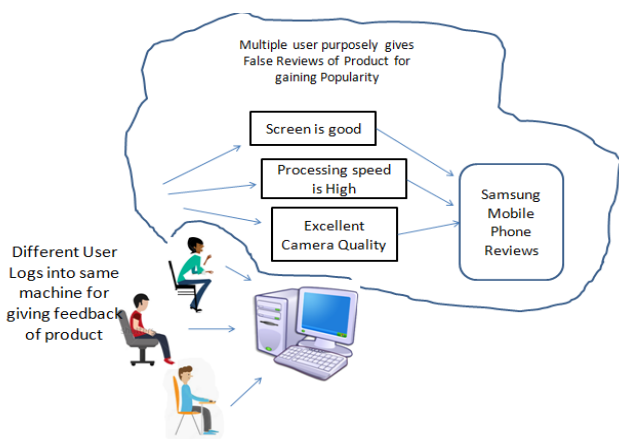 Multiple user purposely gives
False Reviews of Product for
gaining Popularity
Screen is good
Processing speed
is High
Excellent
Camera Quality
Samsung
Mobile
Phone
Reviews
Different User
Logs into same
machine for
giving feedback
of product